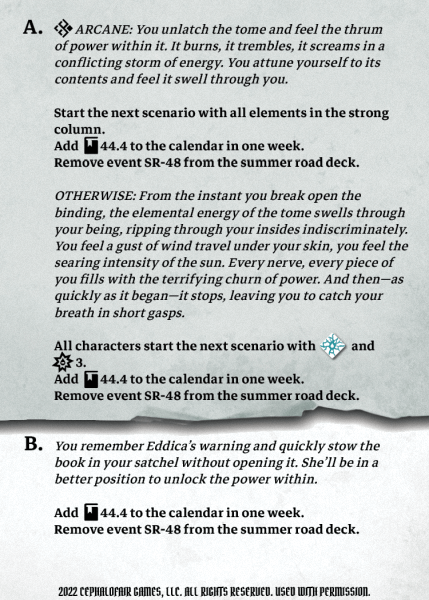 A. ARCANE: You unlatch the tome and feel the thrum
of power within it. It burns, it trembles, it screams in a
conflicting storm of energy. You attune yourself to its
contents and feel it swell through you.
Start the next scenario with all elements in the strong
column.
Add 44.4 to the calendar in one week.
Remove event SR-48 from the summer road deck.
OTHERWISE: From the instant you break open the
binding, the elemental energy of the tome swells through
your being, ripping through your insides indiscriminately.
You feel a gust of wind travel under your skin, you feel the
searing intensity of the sun. Every nerve, every piece of
you fills with the terrifying churn of power. And then—as
quickly as it began—it stops, leaving you to catch your
breath in short gasps.
All characters start the next scenario with and
3.
Add 44.4 to the calendar in one week.
Remove event SR-48 from the summer road deck.
B. You remember Eddica's warning and quickly stow the
book in your satchel without opening it. She'll be in a
better position to unlock the power within.
Add 44.4 to the calendar in one week.
Remove event SR-48 from the summer road deck.
2022 CEPHALOFAIR GAMES, LLC. ALL RIGHTS RESERVED. USED WITH PERMISSION.